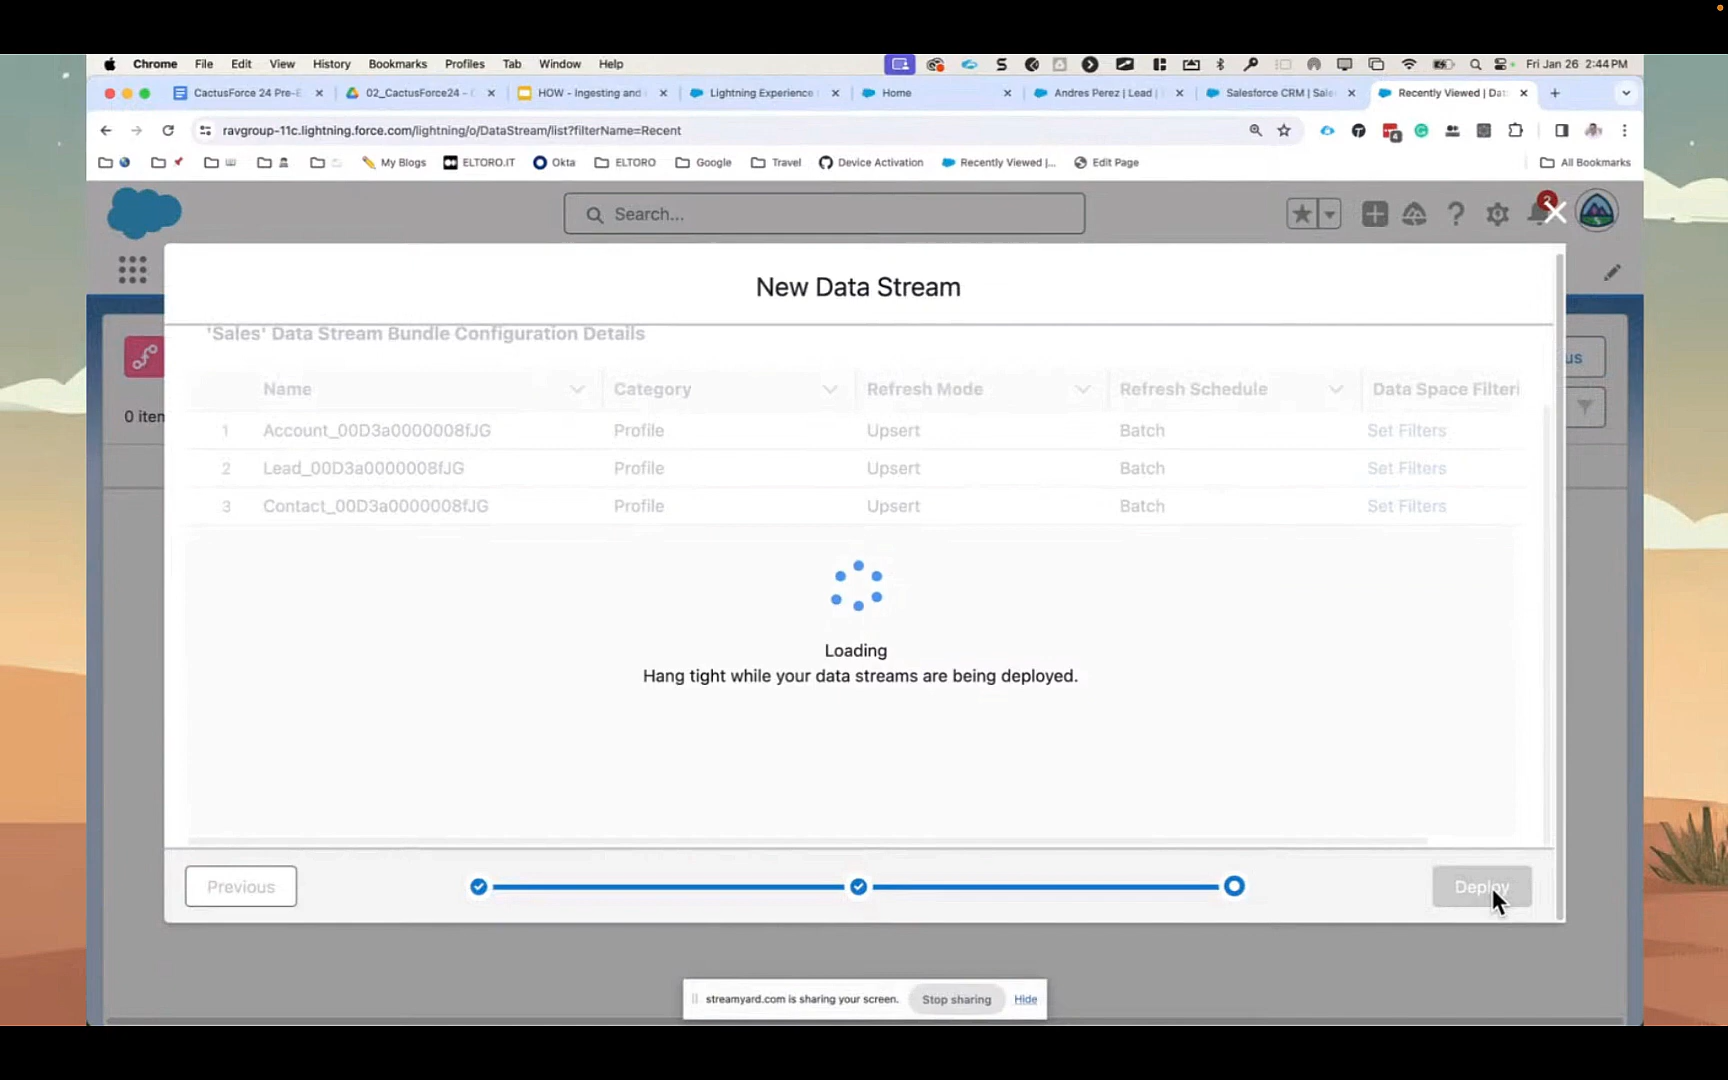 Chrome File Edit View History Bookmarks Profiles Tab Window Help Fri Jan 26 2:44 PM
CactusForce 24 Pre-E 02_CactusForce24 - HOW - Ingesting and Lightning Experience Home Andres Perez | Lead | Salesforce CRM | Sale Recently Viewed | Dat
ravgroup-11c.lightning.force.com/lightning/o/DataStream/list?filterName=Recent
4
My Blogs ELTORO.IT Okta ELTORO Google Travel Device Activation Recently Viewed |... Edit Page All Bookmarks
Search...
2
New Data Stream
'Sales' Data Stream Bundle Configuration Details
us
Name Category Refresh Mode Refresh Schedule Data Space Filteri
0 iten
1 Account_00D3a0000008fJG Profile Upsert Batch Set Filters
2 Lead_00D3a0000008fJG Profile Upsert Batch Set Filters
3 Contact_00D3a0000008fJG Profile Upsert Batch Set Filters
Loading
Hang tight while your data streams are being deployed.
Previous Deploy
streamyard.com is sharing your screen. Stop sharing Hide